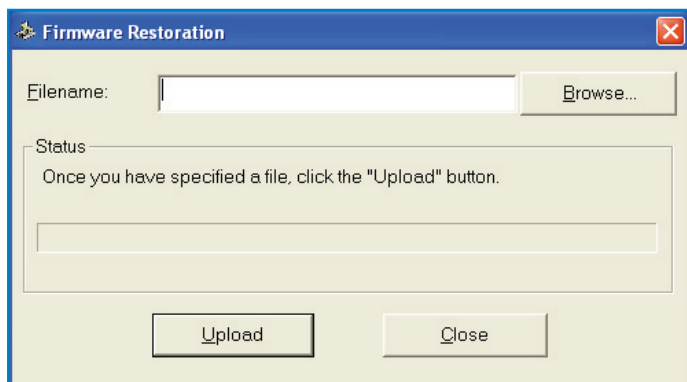 Firmware Restoration
Filename:
Browse...
Status
Once you have specified a file, click the "Upload" button.
Upload
Close